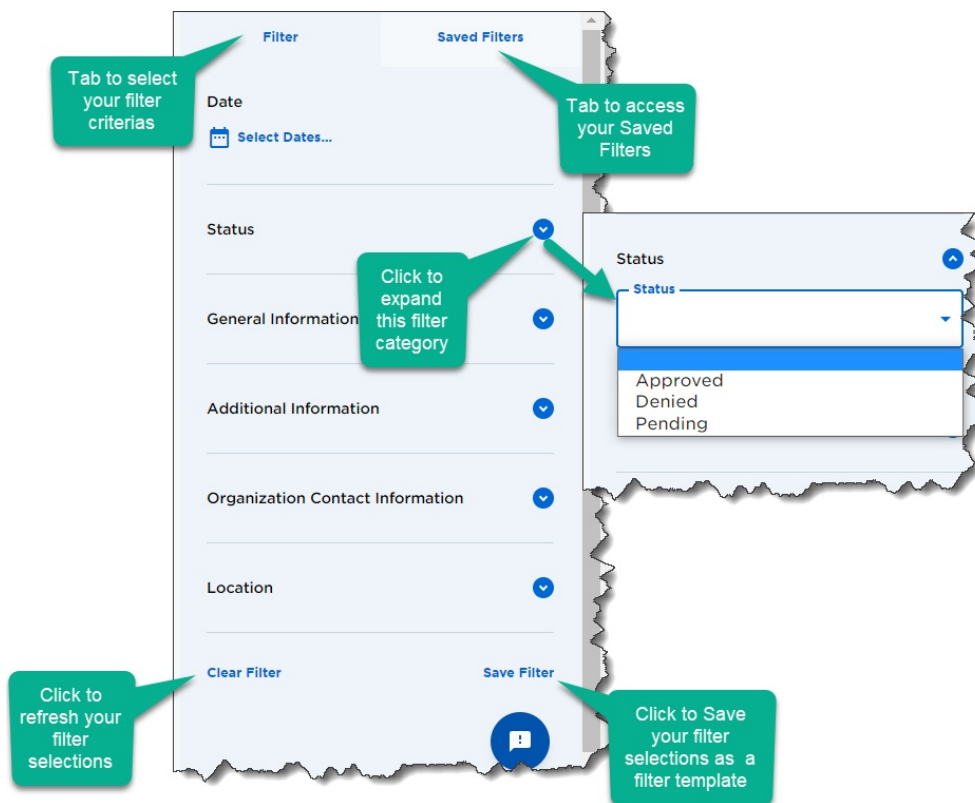 Filter
Saved Filters
Tab to select
your filter
criterias
Tab to access
your Saved
Filters
Date
Select Dates...
Status
Click to
expand
this filter
category
Status
Status
Approved
Denied
Pending
General Information
Additional Information
Organization Contact Information
Location
Clear Filter
Save Filter
Click to
refresh your
filter
selections
Click to Save
your filter
selections as a
filter template